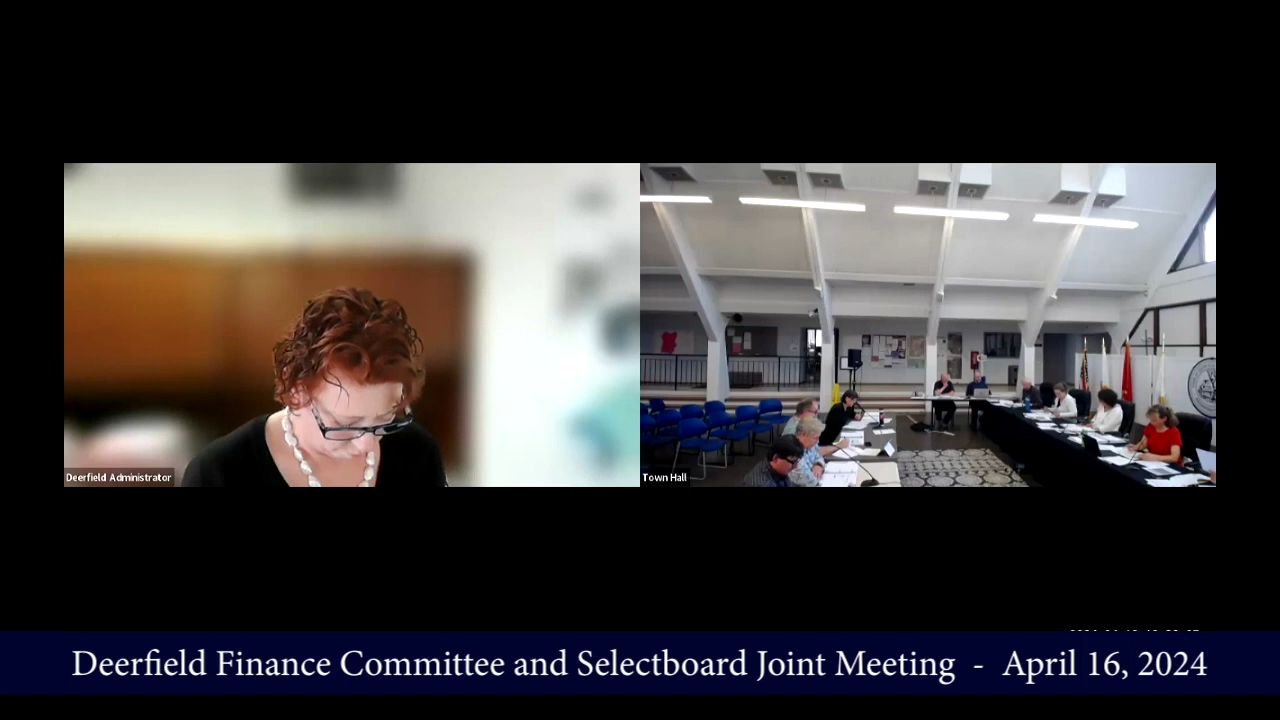 Deerfield Administrator
Town Hall
Deerfield Finance Committee and Selectboard Joint Meeting - April 16, 2024